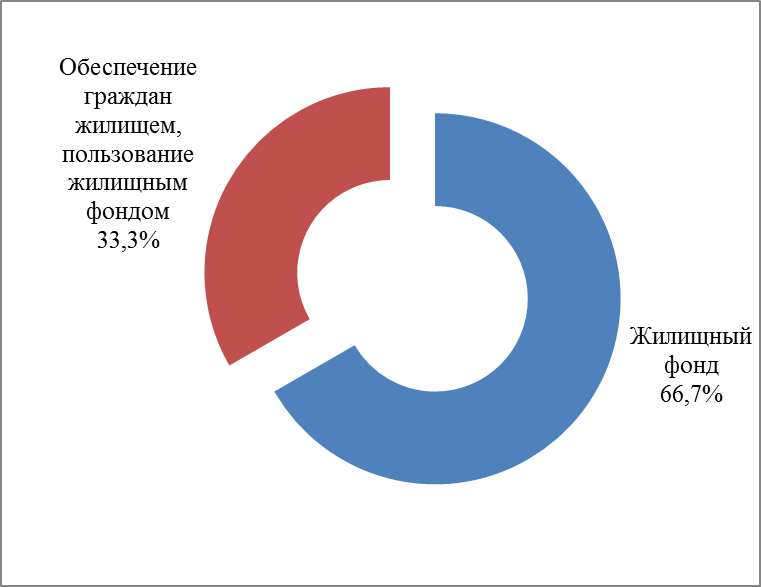 Обеспечение
граждан
жилищем,
пользование
жилищным
фондом
33,3%
Жилищный
фонд
66,7%